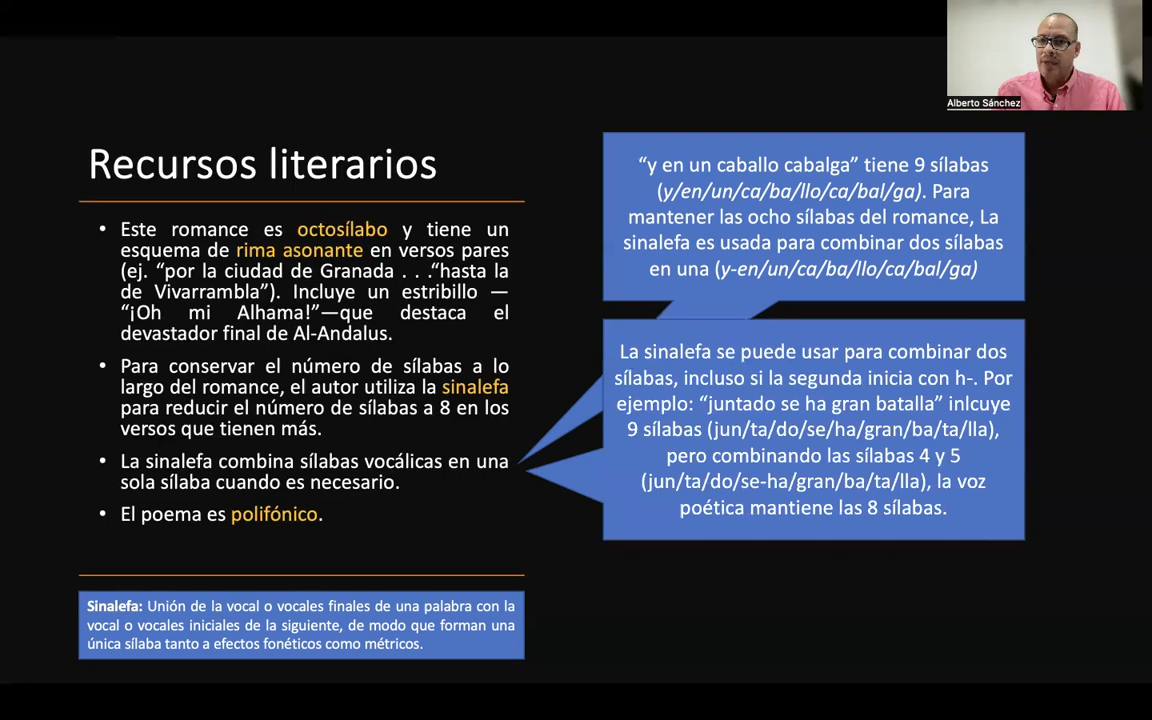 Alberto Sánchez
Recursos literarios
• Este romance es octosílabo y tiene un
esquema de rima asonante en versos pares
(ej. “por la ciudad de Granada . . .“hasta la
de Vivarrambla”). Incluye un estribillo —
“¡Oh mi Alhama!”—que destaca el
devastador final de Al-Andalus.
• Para conservar el número de sílabas a lo
largo del romance, el autor utiliza la sinalefa
para reducir el número de sílabas a 8 en los
versos que tienen más.
• La sinalefa combina sílabas vocálicas en una
sola sílaba cuando es necesario.
• El poema es polifónico.
Sinalefa: Unión de la vocal o vocales finales de una palabra con la
vocal o vocales iniciales de la siguiente, de modo que forman una
única sílaba tanto a efectos fonéticos como métricos.
“y en un caballo cabalga” tiene 9 sílabas
(y/en/un/ca/ba/llo/ca/bal/ga). Para
mantener las ocho sílabas del romance, La
sinalefa es usada para combinar dos sílabas
en una (y-en/un/ca/ba/llo/ca/bal/ga)
La sinalefa se puede usar para combinar dos
sílabas, incluso si la segunda inicia con h-. Por
ejemplo: “juntado se ha gran batalla” inlcuye
9 sílabas (jun/ta/do/se/ha/gran/ba/ta/lla),
pero combinando las sílabas 4 y 5
(jun/ta/do/se-ha/gran/ba/ta/lla), la voz
poética mantiene las 8 sílabas.